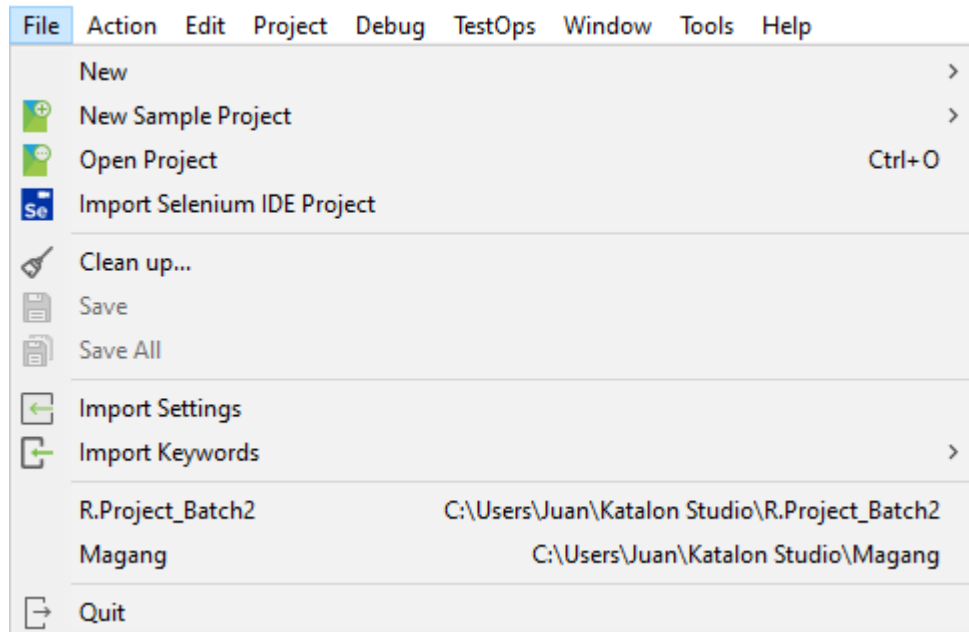 File Action Edit Project Debug TestOps Window Tools Help
New
New Sample Project
Open Project Ctrl+O
Se Import Selenium IDE Project
Clean up...
Save
Save All
Import Settings
Import Keywords
R.Project_Batch2 C:\Users\Juan\Katalon Studio\R.Project_Batch2
Magang C:\Users\Juan\Katalon Studio\Magang
Quit